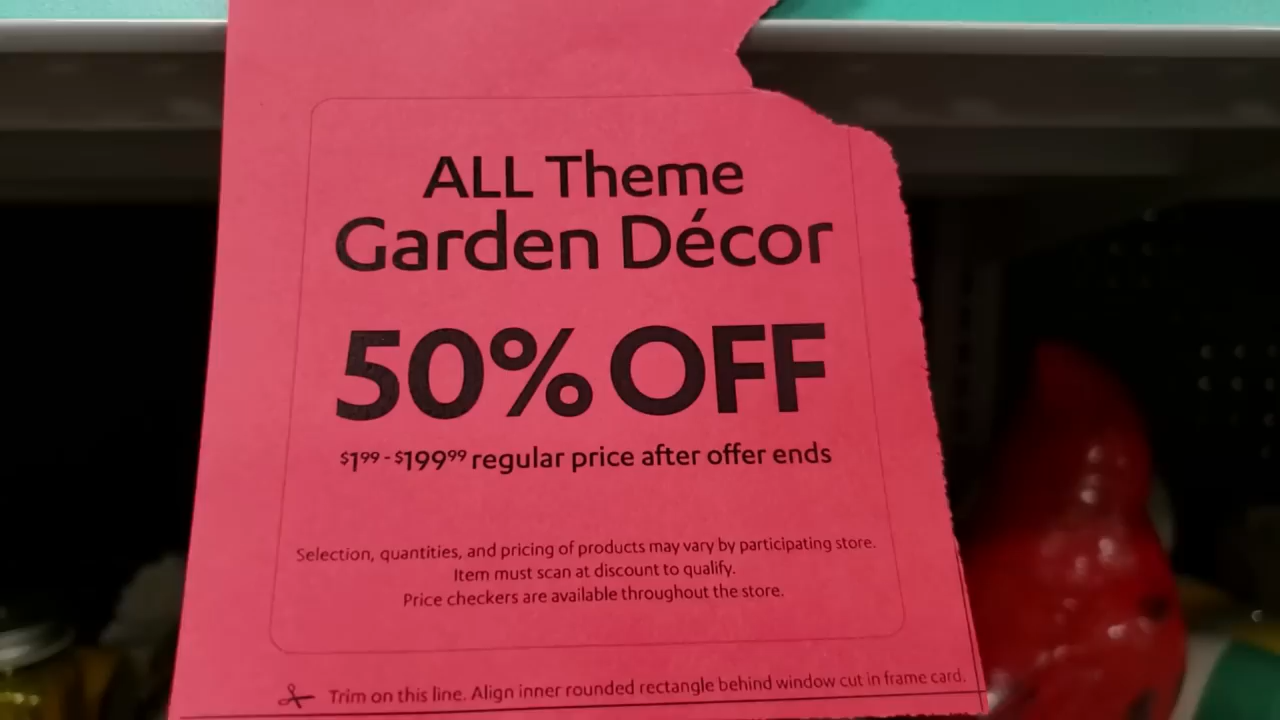 ALL Theme
Garden Décor
50% OFF
$1.99 - $199.99 regular price after offer ends
Selection, quantities, and pricing of products may vary by participating store.
Item must scan at discount to qualify.
Price checkers are available throughout the store.
Trim on this line. Align inner rounded rectangle behind window cut in frame card.